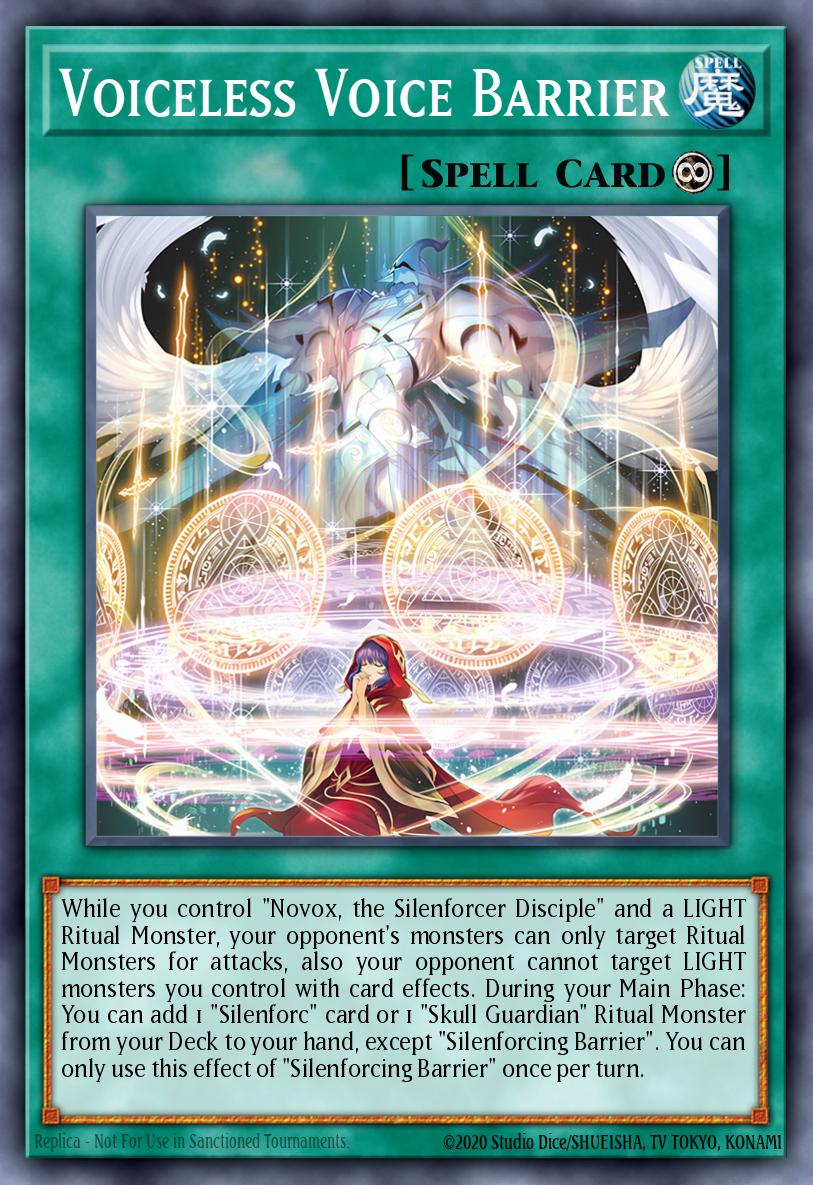 VOICELESS VOICE BARRIER
SPELL
魔
[SPELL CARD]
While you control "Novox, the Silenforcer Disciple" and a LIGHT
Ritual Monster, your opponent's monsters can only target Ritual
Monsters for attacks, also your opponent cannot target LIGHT
monsters you control with card effects. During your Main Phase:
You can add 1 "Silenforc" card or 1 "Skull Guardian" Ritual Monster
from your Deck to your hand, except "Silenforcing Barrier". You can
only use this effect of "Silenforcing Barrier" once per turn.
Replica - Not For Use in Sanctioned Tournaments.
©2020 Studio Dice/SHUEISHA, TV TOKYO, KONAMI